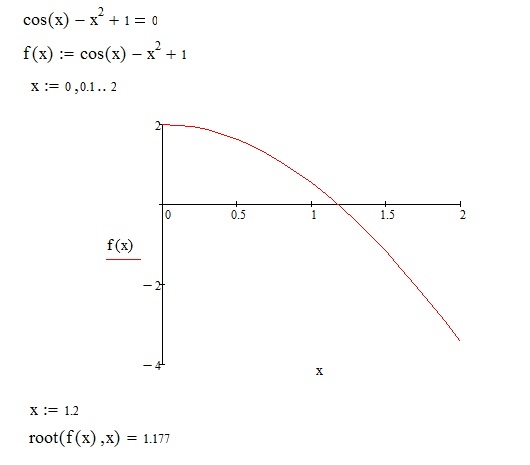 cos(x) − x² + 1 = 0
f(x) := cos(x) − x² + 1
x := 0 ,0.1 .. 2
2
0 0.5 1 1.5 2
f(x)
−2
−4
x
x := 1.2
root(f(x) ,x) = 1.177